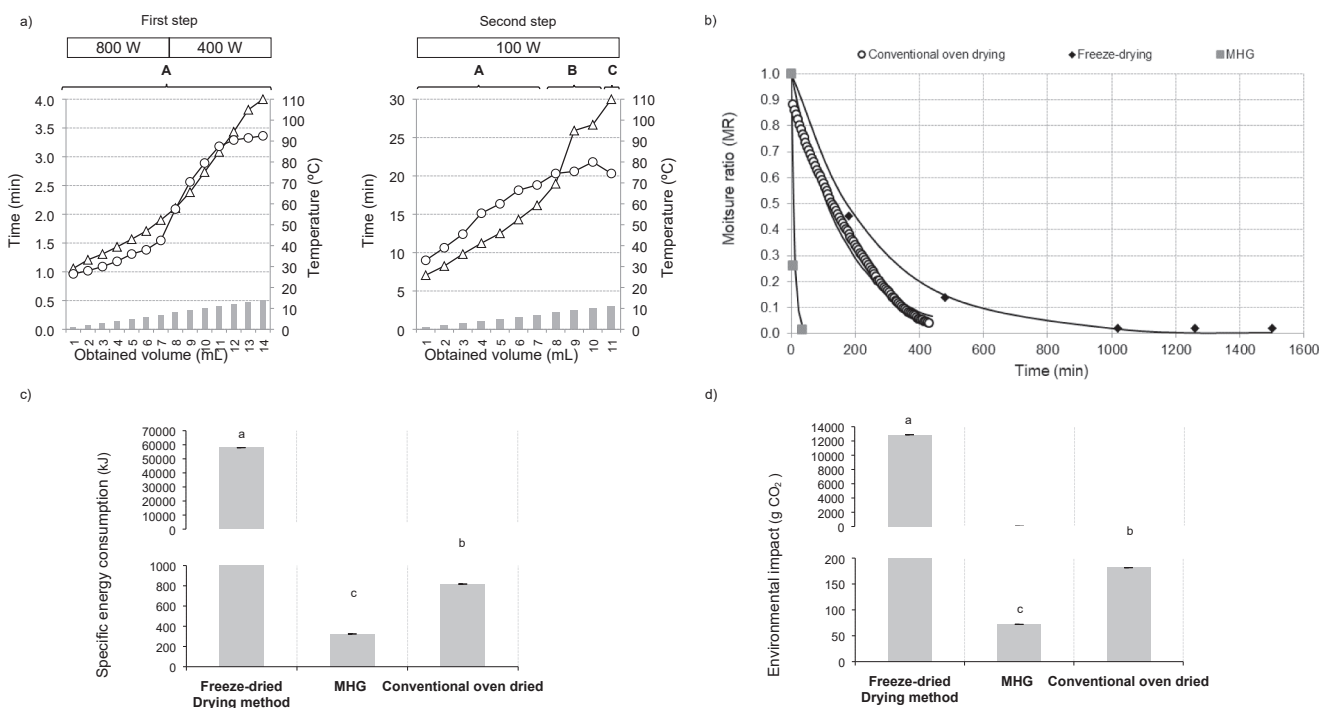 a)
First step
800 W 400 W
A
4.0
3.5
3.0
2.5
2.0
1.5
1.0
0.5
0.0
Time (min)
110
100
90
80
70
60
50
40
30
20
10
0
Temperature (ºC)
1 2 3 4 5 6 7 8 9 10 11 12 13 14
Obtained volume (mL)
Second step
100 W
A B C
30
25
20
15
10
5
0
Time (min)
110
100
90
80
70
60
50
40
30
20
10
0
Temperature (ºC)
1 2 3 4 5 6 7 8 9 10 11
Obtained volume (mL)
b)
Conventional oven drying Freeze-drying MHG
1.0
0.9
0.8
0.7
0.6
0.5
0.4
0.3
0.2
0.1
0.0
Moitsure ratio (MR)
0 200 400 600 800 1000 1200 1400 1600
Time (min)
c)
Specific energy consumption (kJ)
70000
60000
50000
40000
30000
20000
10000
0
1000
800
600
400
200
0
a
c
b
Freeze-dried MHG Conventional oven dried
Drying method
d)
Environmental impact (g CO2 )
14000
12000
10000
8000
6000
4000
2000
0
200
150
100
50
0
a
c
b
Freeze-dried MHG Conventional oven dried
Drying method